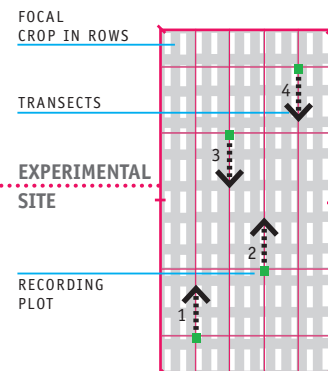 FOCAL
CROP IN ROWS
4
TRANSECTS
3
EXPERIMENTAL
SITE
2
RECORDING
PLOT
1